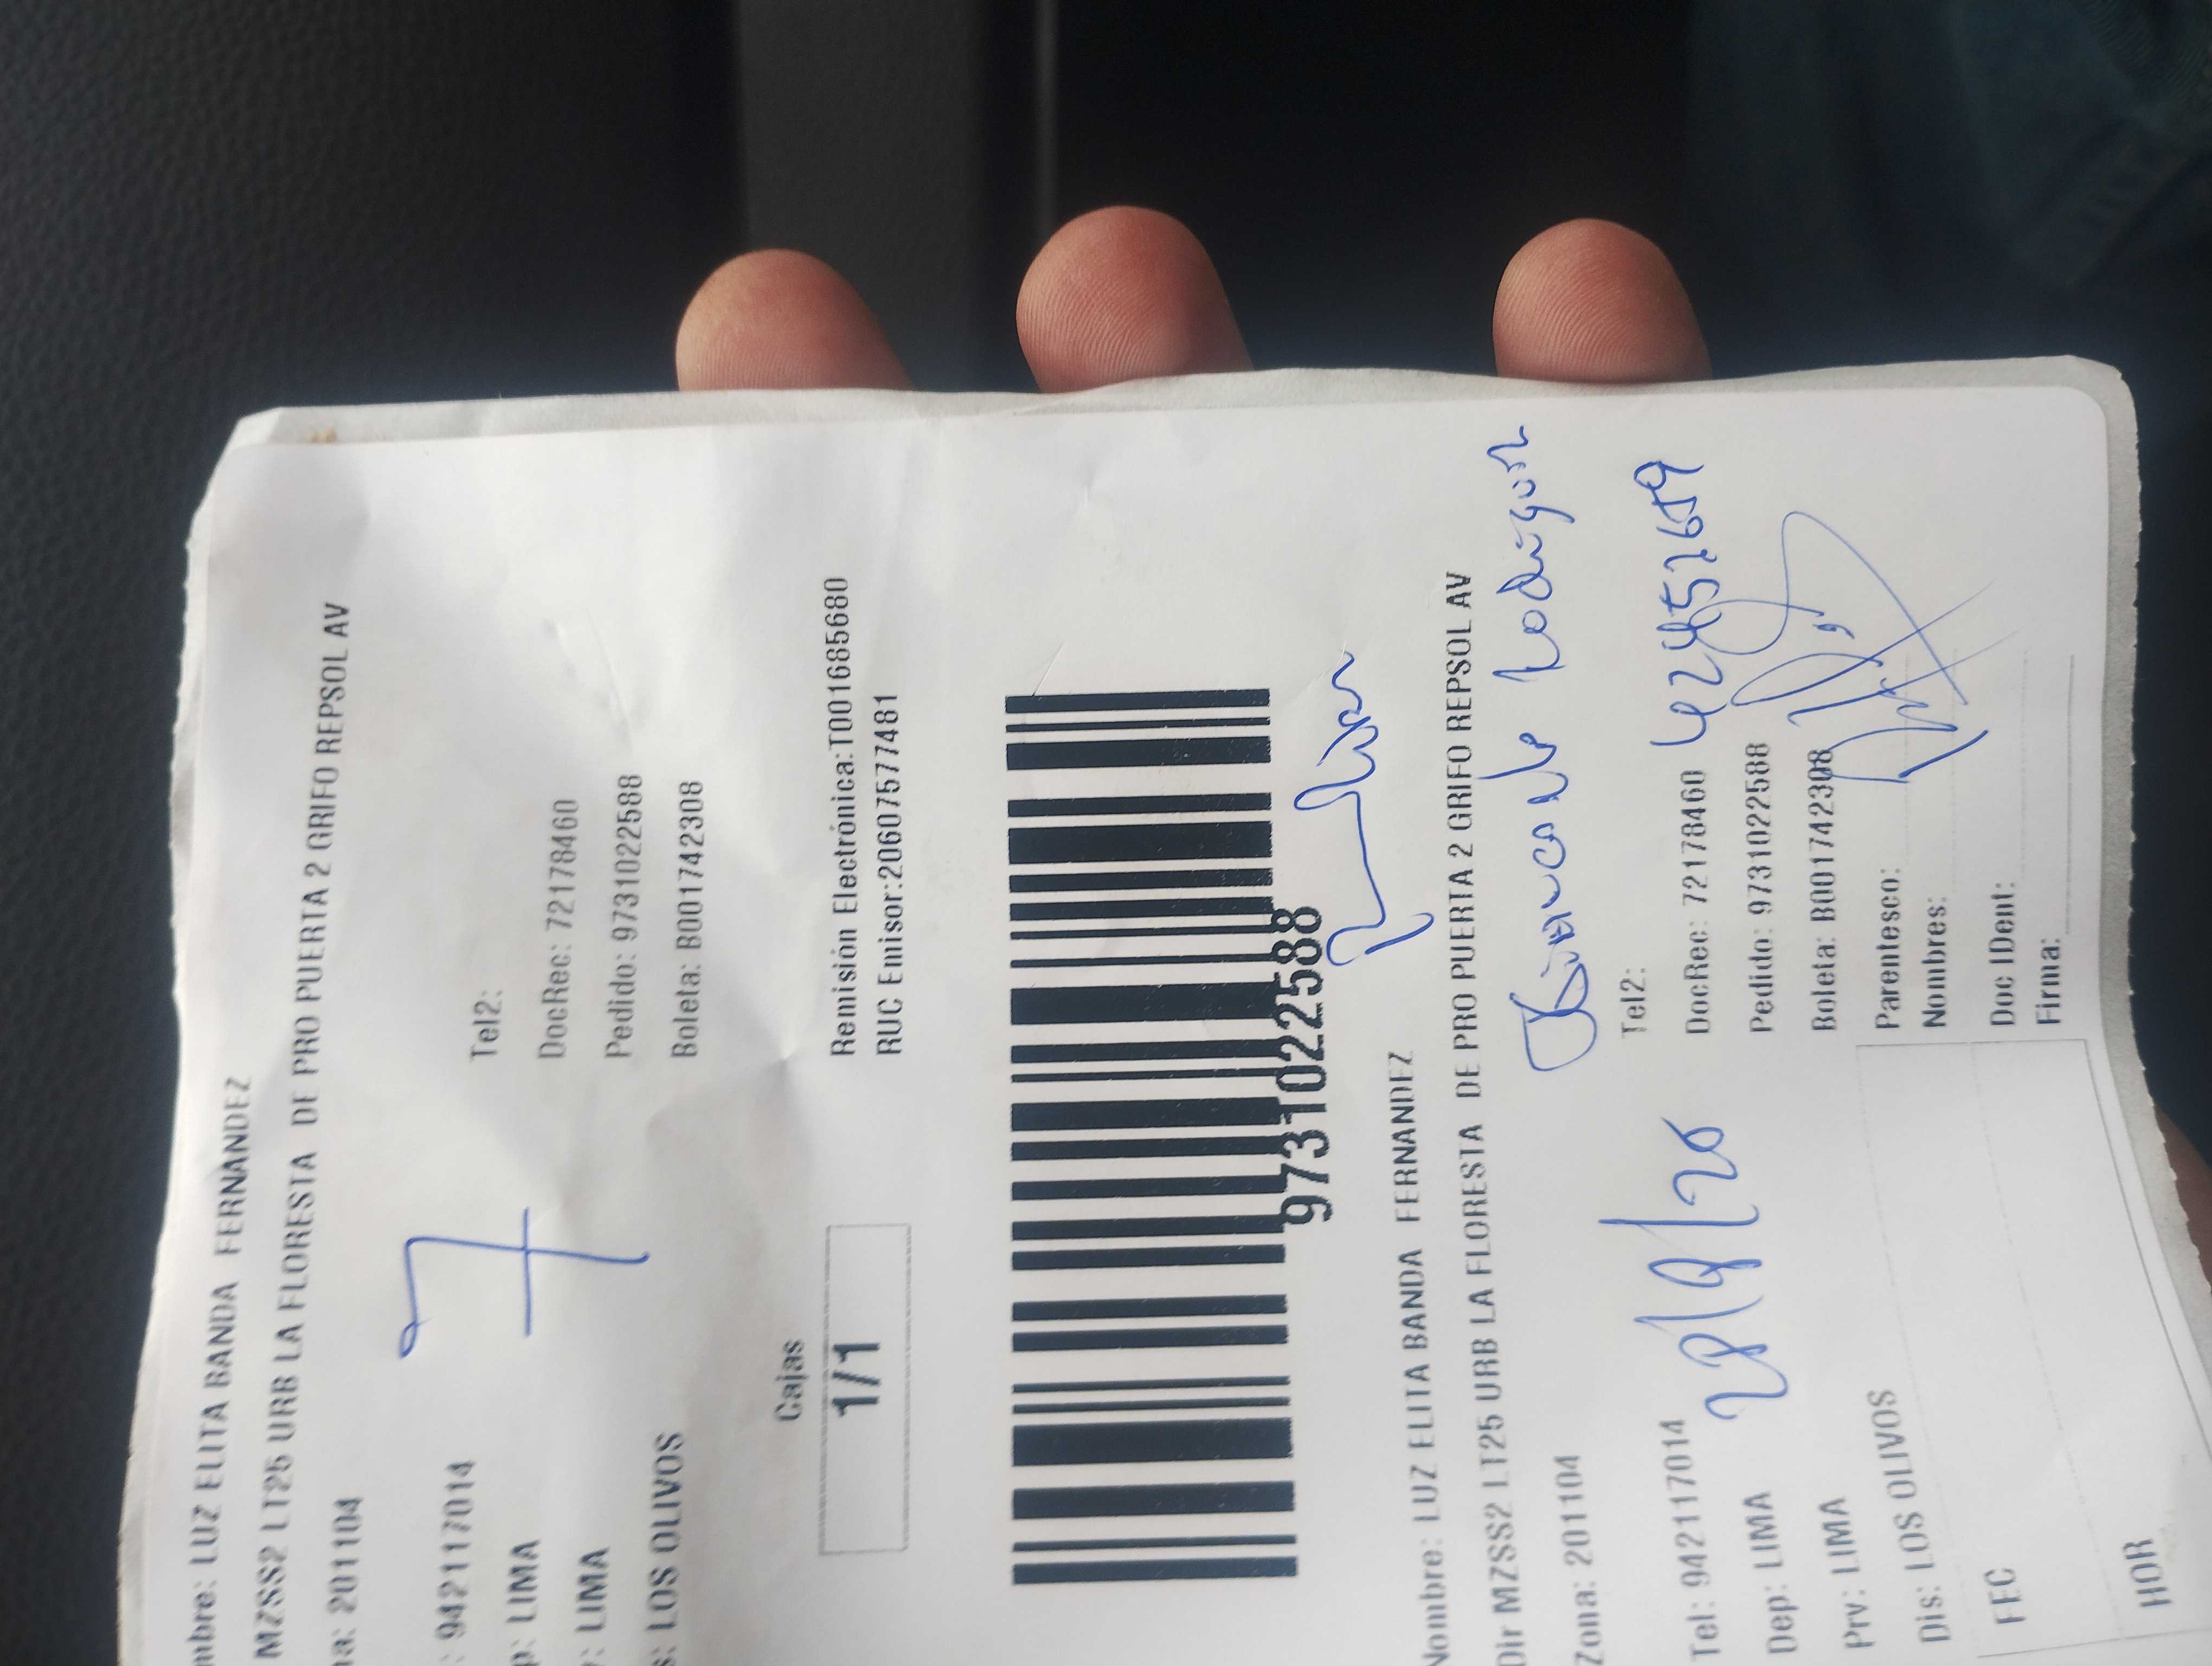 mbre: LUZ ELITA BANDA FERNANDEZ
MZSS2 LT25 URB LA FLORESTA DE PRO PUERTA 2 GRIFO REPSOL AV
na: 201104
: 942117014
Tel2:
p: LIMA
DocRec: 72178460
: LIMA
Pedido: 9731022588
s: LOS OLIVOS
Boleta: B001742308
7
Cajas
1/1
Remisión Electrónica:T001685680
RUC Emisor:20607577481
9731022588
Nombre: LUZ ELITA BANDA FERNANDEZ
Dir MZSS2 LT25 URB LA FLORESTA DE PRO PUERTA 2 GRIFO REPSOL AV
Zona: 201104
Tel: 942117014
Tel2:
Dep: LIMA
DocRec: 72178460
Prv: LIMA
Pedido: 9731022588
Dis: LOS OLIVOS
Boleta: B001742308
Parentesco:
Nombres:
Doc IDent:
Firma:
FEC
HOR